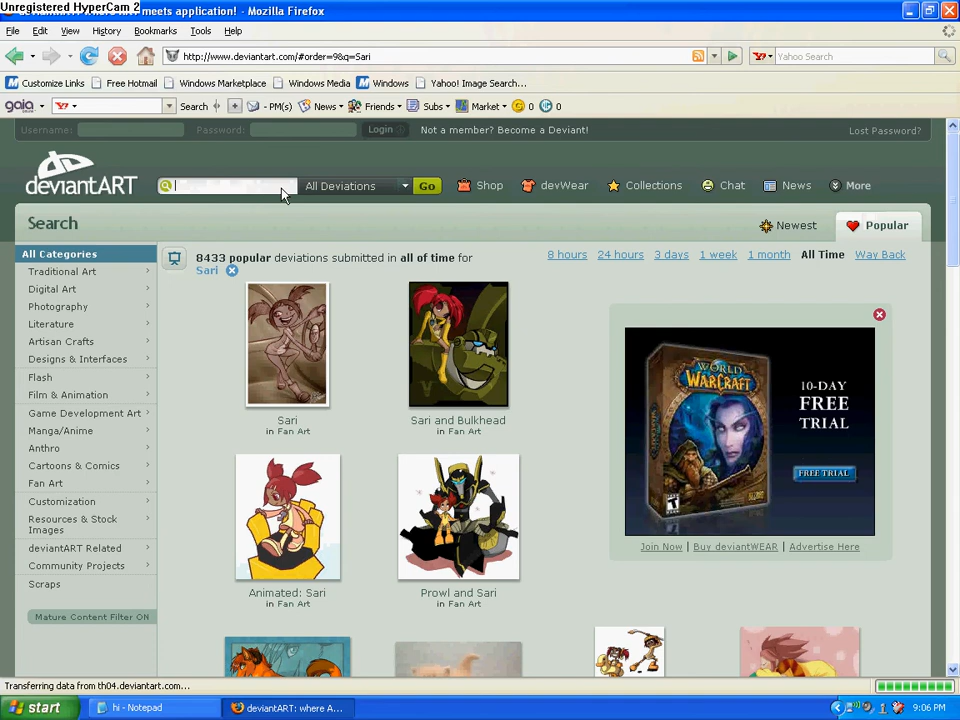 Unregistered HyperCam 2
meets application! - Mozilla Firefox
File Edit View History Bookmarks Tools Help
http://www.deviantart.com/#order=9&q=Sari
Yahoo Search
Customize Links Free Hotmail Windows Marketplace Windows Media Windows Yahoo! Image Search...
gaia Search - PM(s) News Friends Subs Market 0 0
Username: Password: Login Not a member? Become a Deviant! Lost Password?
deviantART All Deviations Go Shop devWear Collections Chat News More
Search Newest Popular
All Categories
Traditional Art
Digital Art
Photography
Literature
Artisan Crafts
Designs & Interfaces
Flash
Film & Animation
Game Development Art
Manga/Anime
Anthro
Cartoons & Comics
Fan Art
Customization
Resources & Stock
Images
deviantART Related
Community Projects
Scraps
Mature Content Filter ON
8433 popular deviations submitted in all of time for
Sari
8 hours 24 hours 3 days 1 week 1 month All Time Way Back
Sari
in Fan Art
Sari and Bulkhead
in Fan Art
Animated: Sari
in Fan Art
Prowl and Sari
in Fan Art
WORLD
WARCRAFT
10-DAY
FREE
TRIAL
FREE TRIAL
Join Now | Buy deviantWEAR | Advertise Here
Transferring data from th04.deviantart.com...
start hi - Notepad deviantART: where A... 9:06 PM